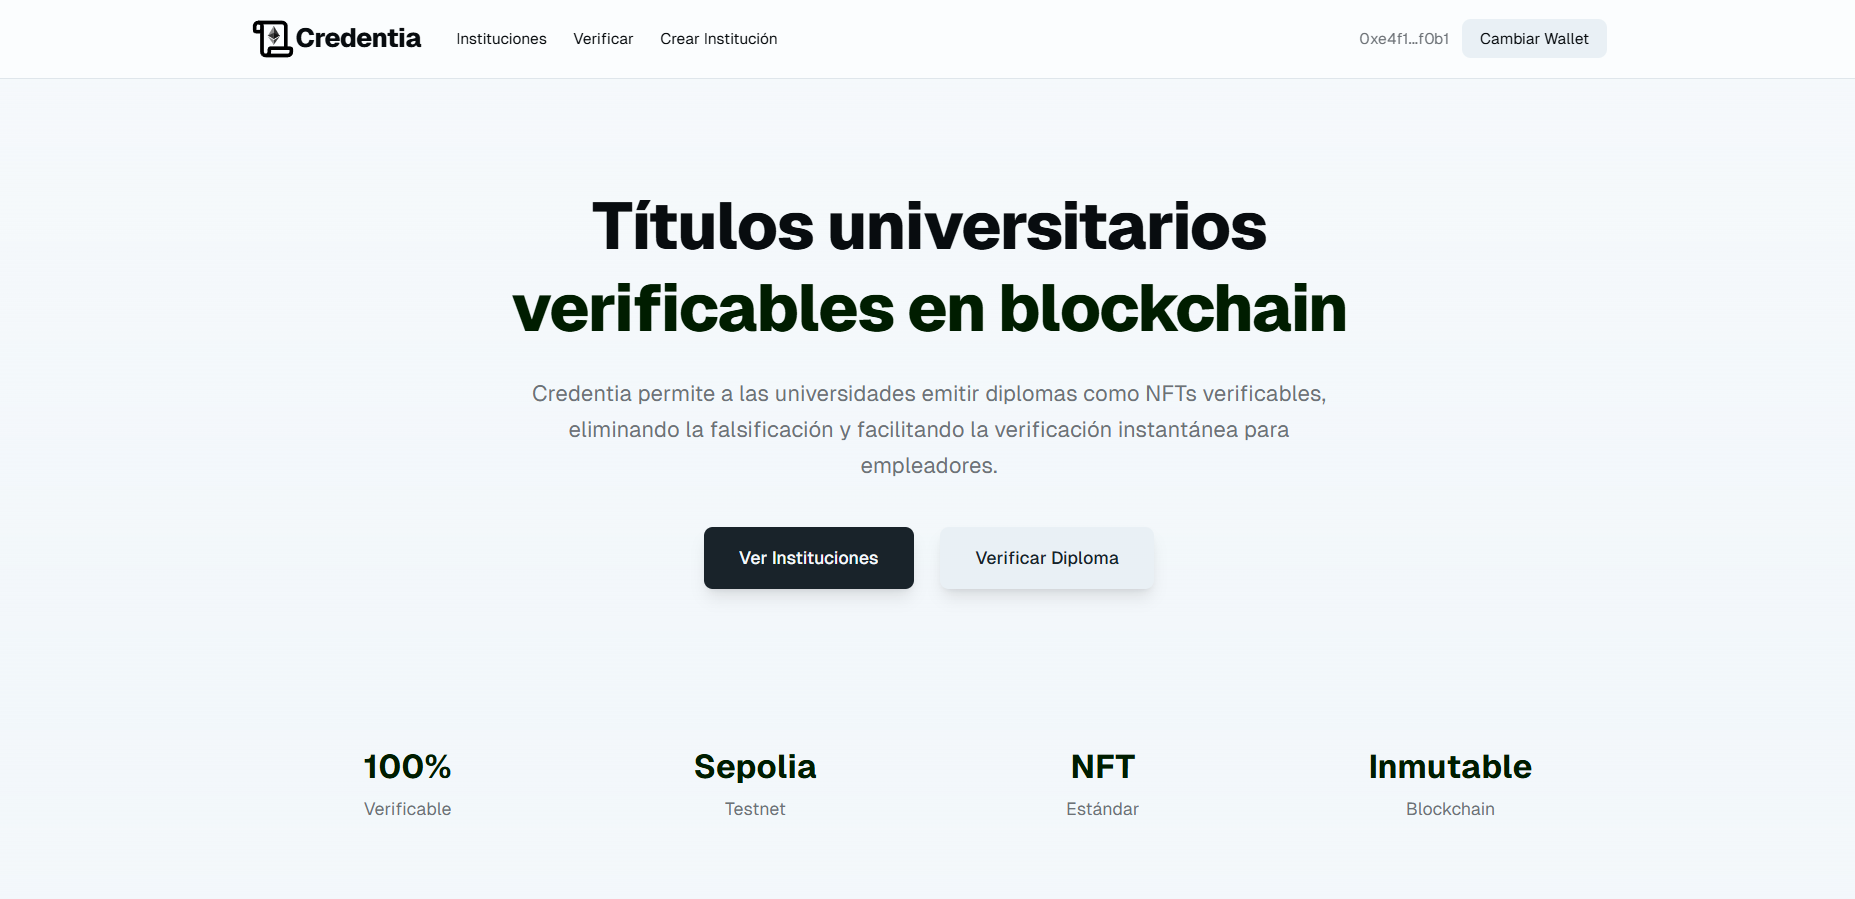 Credentia
Instituciones
Verificar
Crear Institución
0xe4f1...f0b1
Cambiar Wallet
Títulos universitarios
verificables en blockchain
Credentia permite a las universidades emitir diplomas como NFTs verificables,
eliminando la falsificación y facilitando la verificación instantánea para
empleadores.
Ver Instituciones
Verificar Diploma
100%
Verificable
Sepolia
Testnet
NFT
Estándar
Inmutable
Blockchain